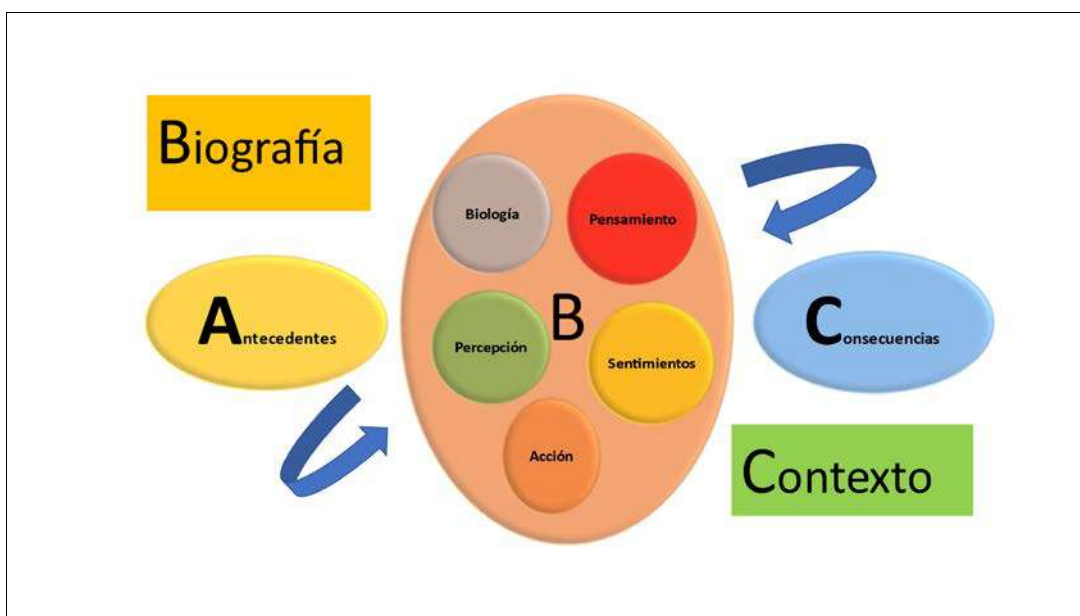 Biografía
Biología
Pensamiento
Antecedentes
B
Consecuencias
Percepción
Sentimientos
Acción
Contexto